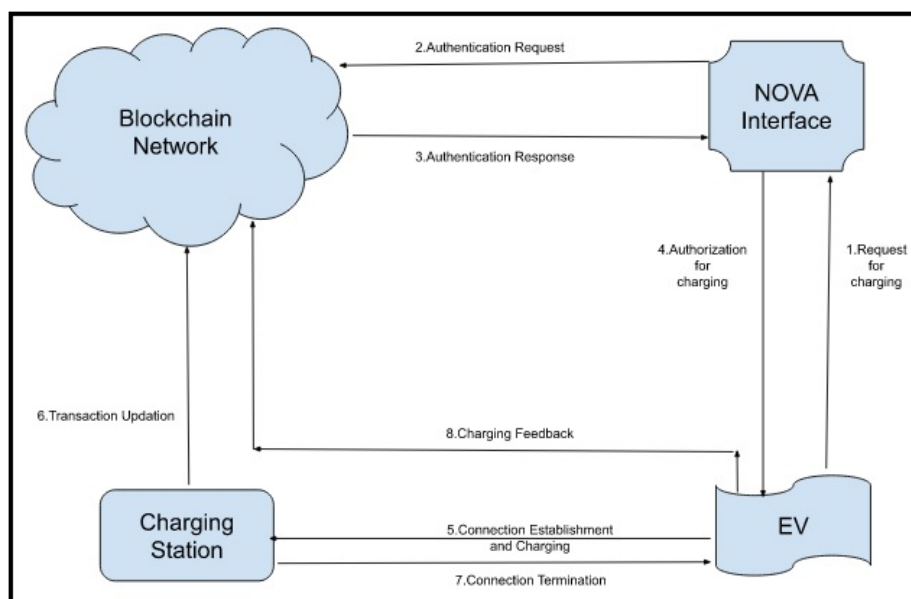 2.Authentication Request
Blockchain
Network
NOVA
Interface
3.Authentication Response
4.Authorization
for
charging
1.Request
for
charging
6.Transaction Updation
8.Charging Feedback
Charging
Station
5.Connection Establishment
and Charging
EV
7.Connection Termination